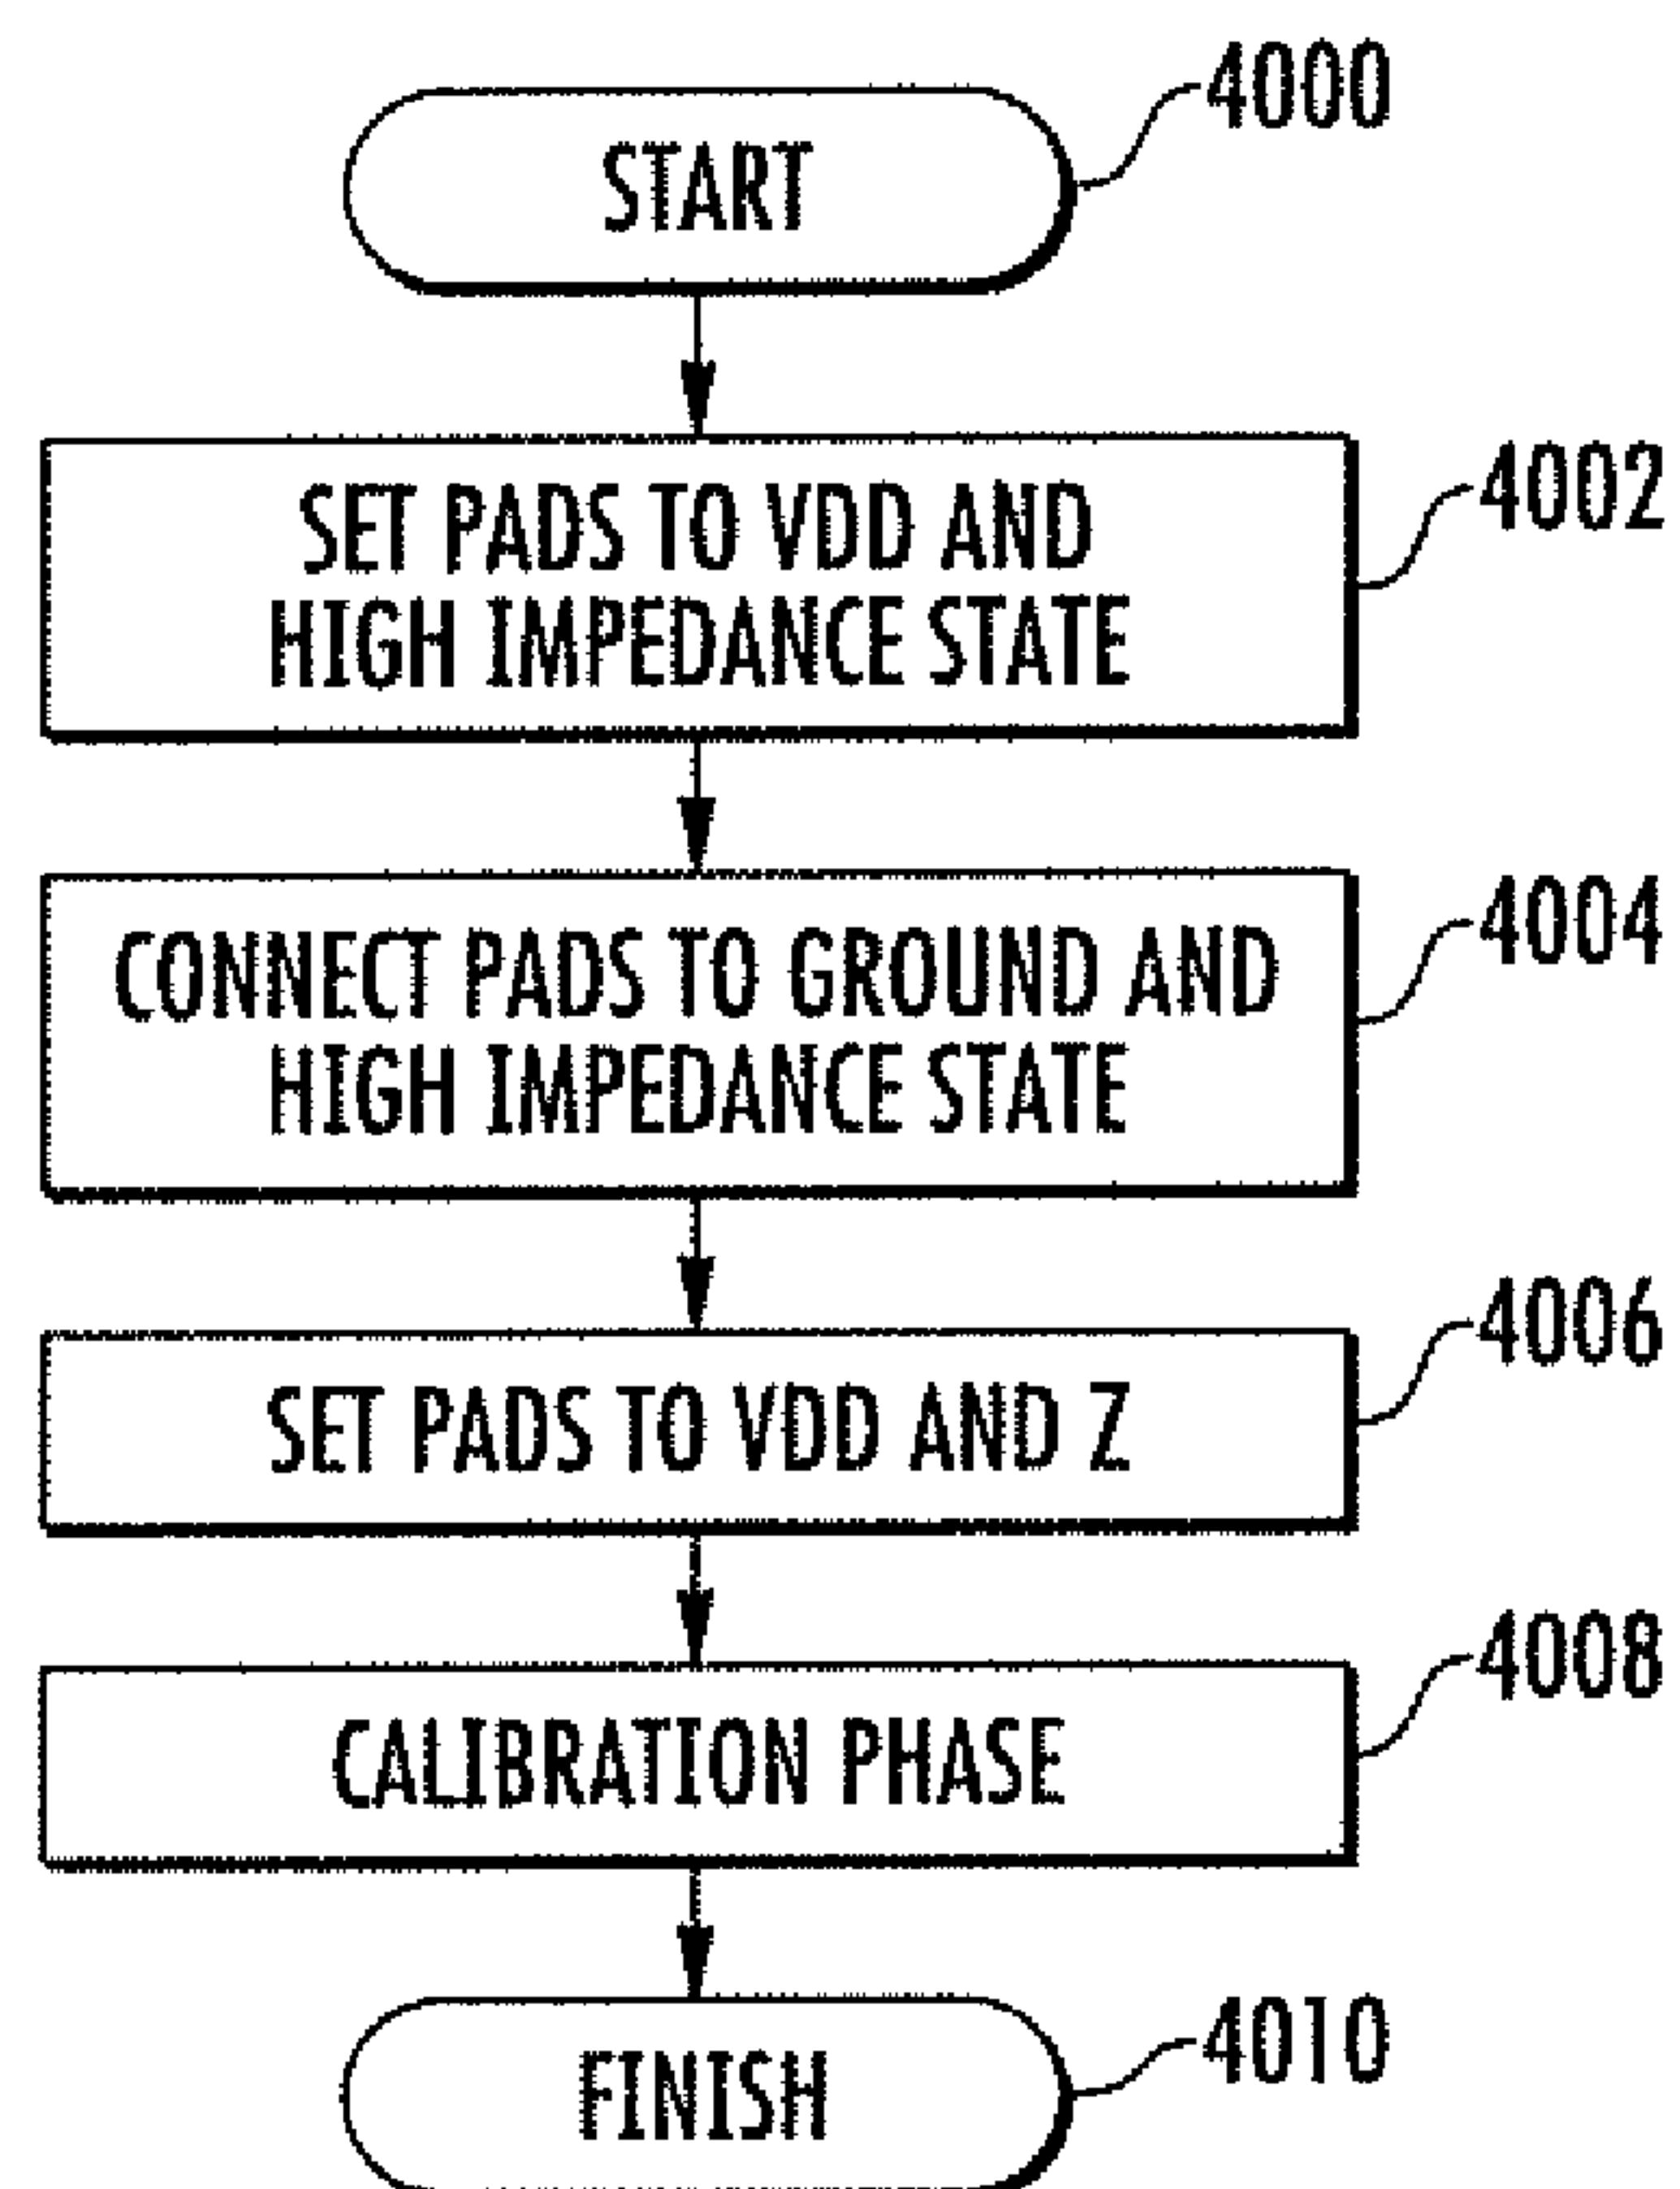 START
4000
SET PADS TO VDD AND
HIGH IMPEDANCE STATE
4002
CONNECT PADS TO GROUND AND
HIGH IMPEDANCE STATE
4004
SET PADS TO VDD AND Z
4006
CALIBRATION PHASE
4008
FINISH
4010